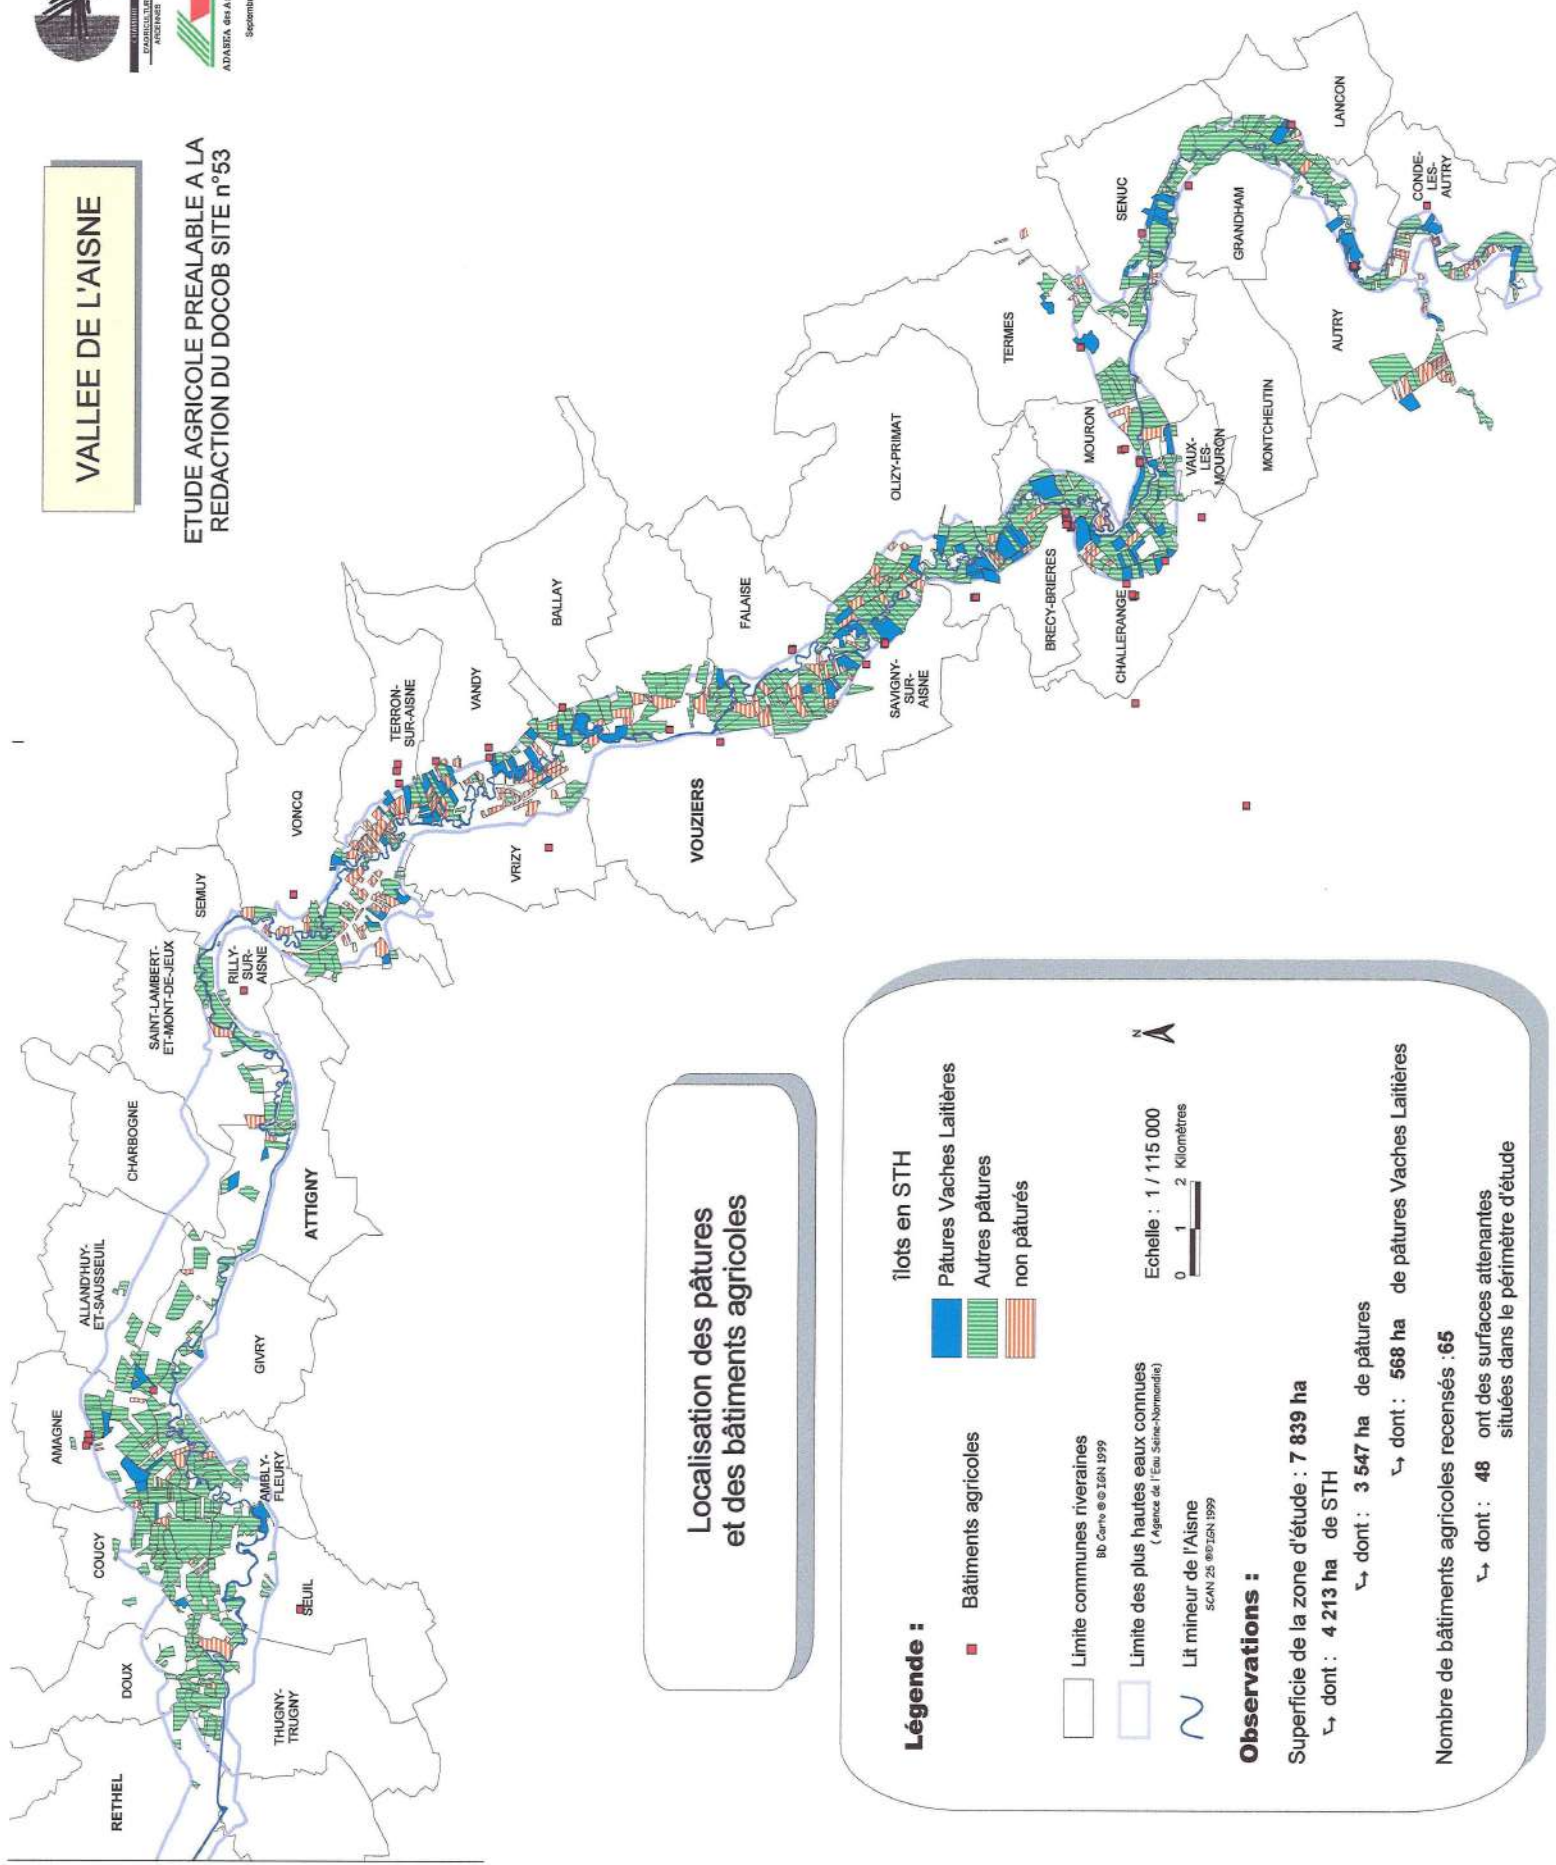 CHAMBRE
D'AGRICULTURE
ARDENNES
ADASEA des A
Septemb
VALLEE DE L'AISNE
ETUDE AGRICOLE PREALABLE A LA
REDACTION DU DOCOB SITE n°53
RETHEL
DOUX
THUGNY-
TRUGNY
COUCY
SEUIL
AMAGNE
AMBLY-
FLEURY
ALLAND'HUY-
ET-SAUSSEUIL
GIVRY
CHARBOGNE
ATTIGNY
SAINT-LAMBERT-
ET-MONT-DE-JEUX
RILLY-
SUR-
AISNE
SEMUY
VONCQ
TERRON-
SUR-AISNE
VRIZY
VANDY
BALLAY
VOUZIERS
FALAISE
SAVIGNY-
SUR-
AISNE
OLIZY-PRIMAT
BRECY-BRIERES
CHALLERANGE
TERMES
MOURON
VAUX-
LES-
MOURON
MONTCHEUTIN
SENUC
GRANDHAM
AUTRY
LANCON
CONDE-
LES-
AUTRY
Localisation des pâtures
et des bâtiments agricoles
Légende :
Bâtiments agricoles
Limite communes riveraines
BD Carto ® © IGN 1999
Limite des plus hautes eaux connues
( Agence de l'Eau Seine-Normandie)
Lit mineur de l'Aisne
SCAN 25 ®©IGN 1999
îlots en STH
Pâtures Vaches Laitières
Autres pâtures
non pâturés
Echelle : 1 / 115 000
0 1 2 Kilomètres
N
Observations :
Superficie de la zone d'étude : 7 839 ha
↳ dont : 4 213 ha de STH
↳ dont : 3 547 ha de pâtures
↳ dont : 568 ha de pâtures Vaches Laitières
Nombre de bâtiments agricoles recensés :65
↳ dont : 48 ont des surfaces attenantes
situées dans le périmètre d'étude